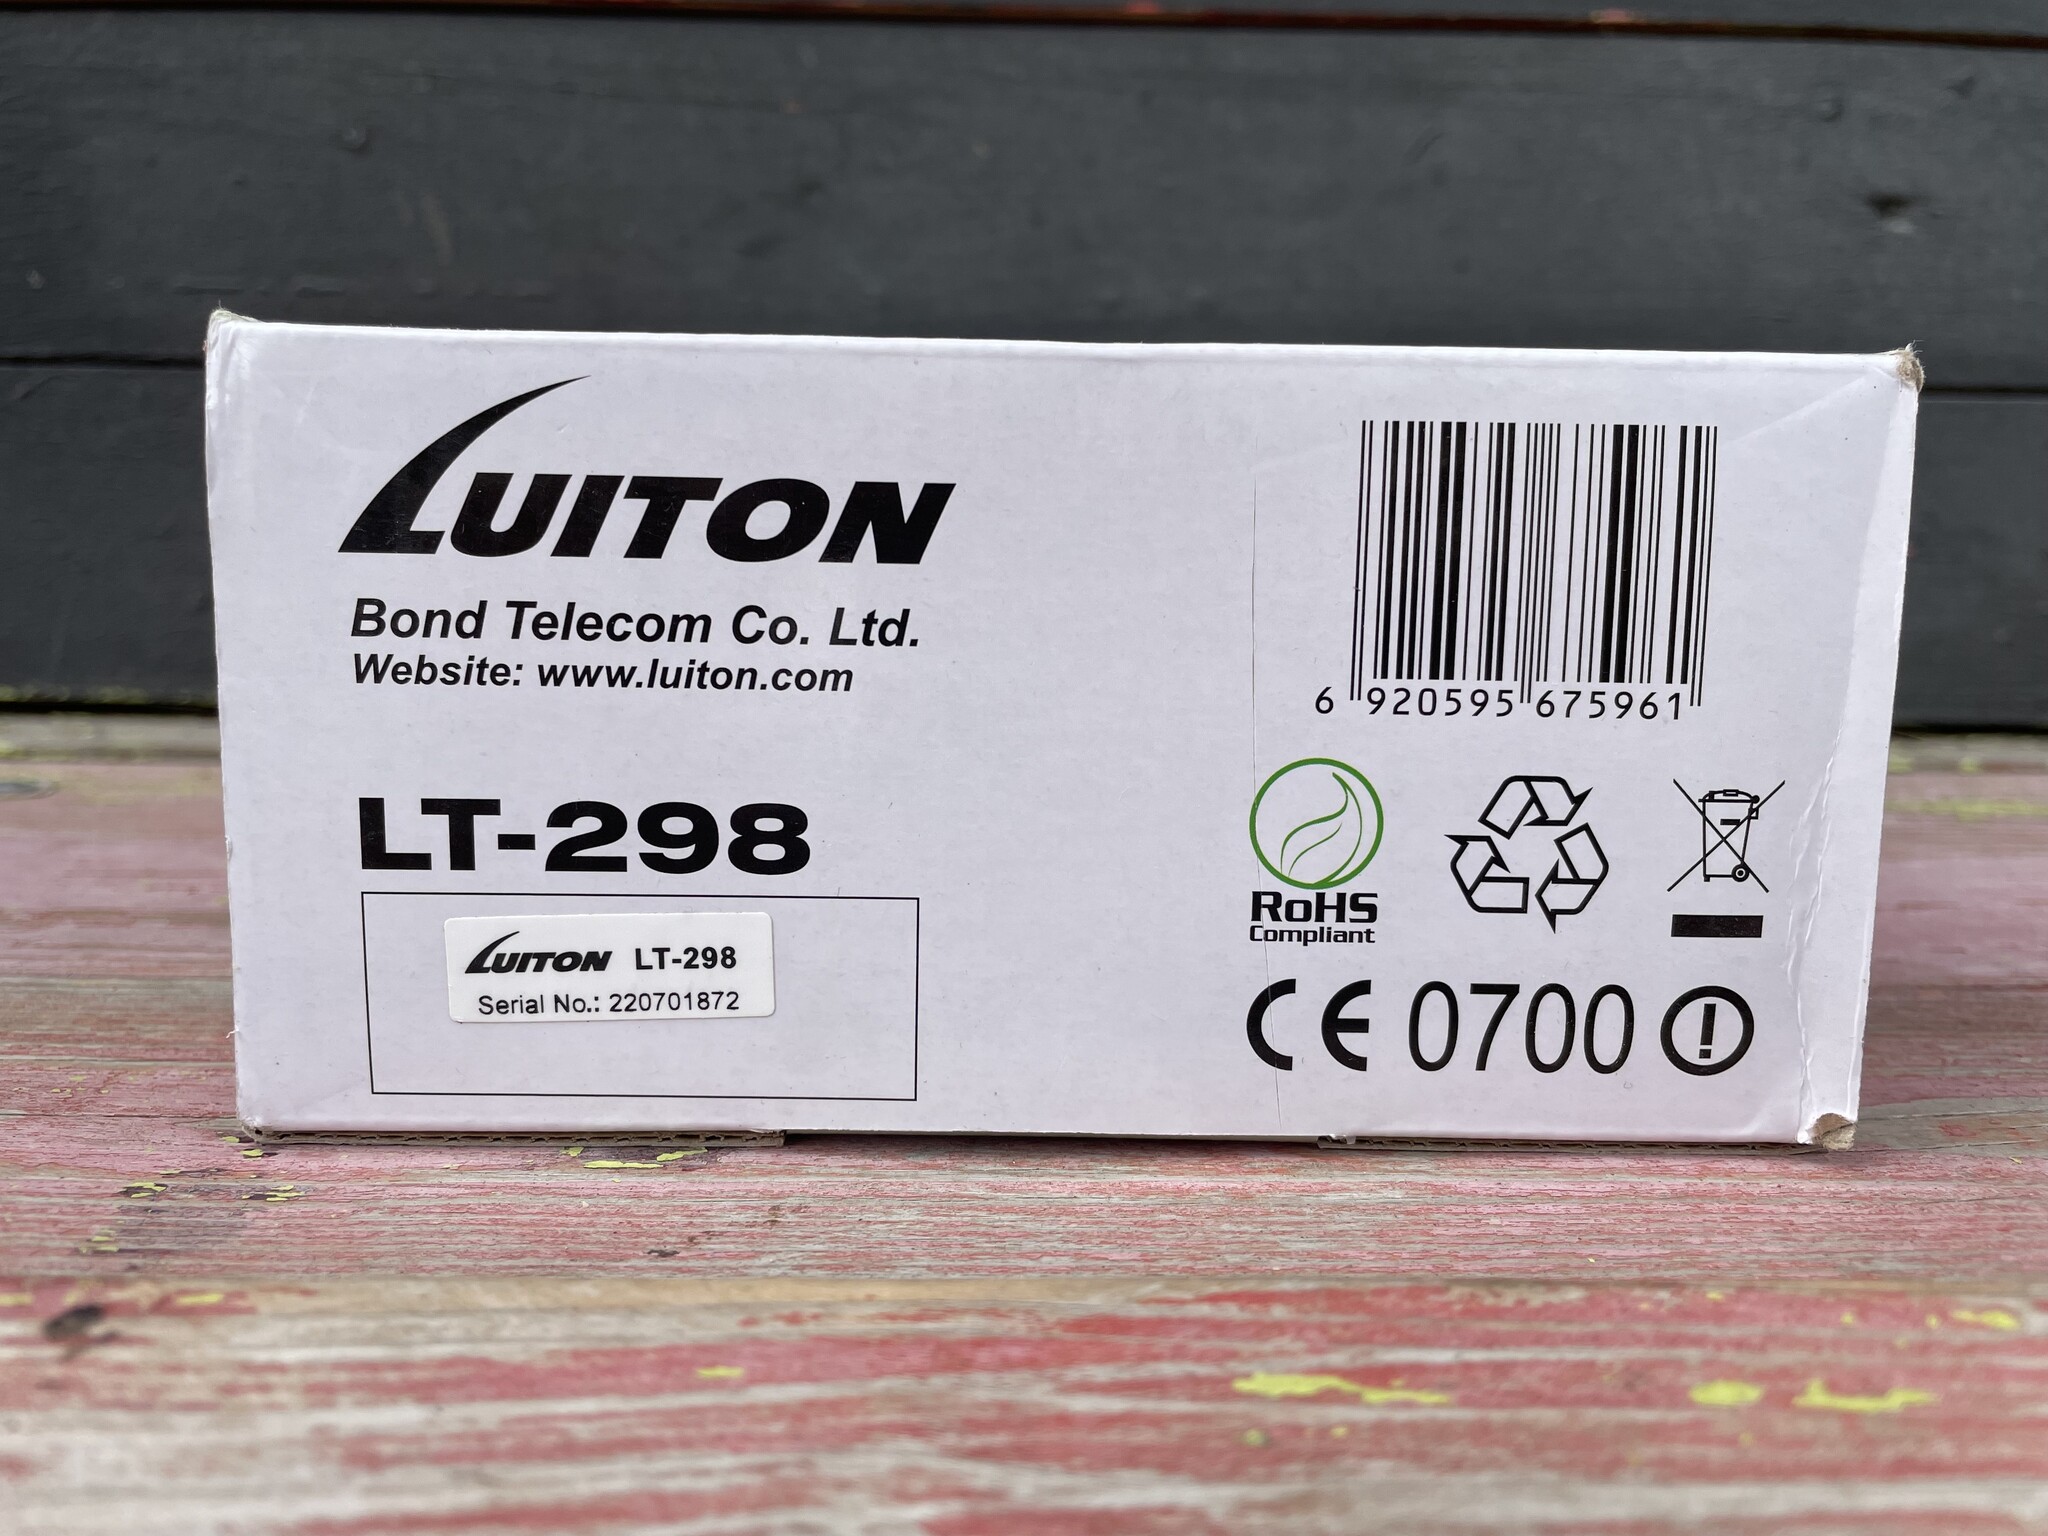 LUITON
Bond Telecom Co. Ltd.
Website: www.luiton.com
LT-298
LUITON LT-298
Serial No.: 220701872
6 920595 675961
RoHS
Compliant
CE 0700